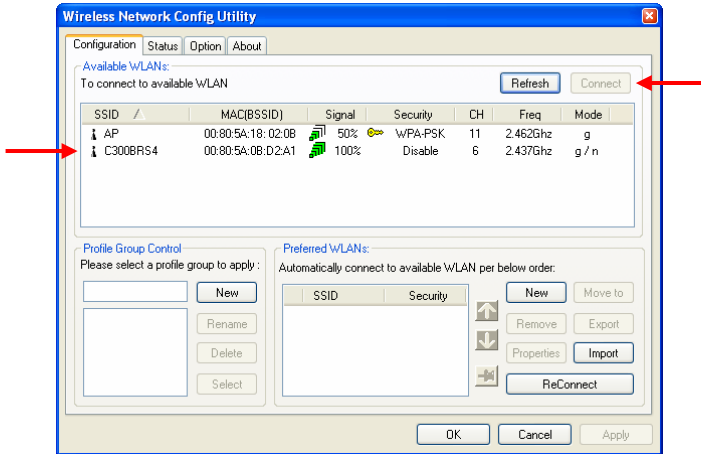 Wireless Network Config Utility
Configuration Status Option About
Available WLANs:
To connect to available WLAN Refresh Connect
SSID MAC(BSSID) Signal Security CH Freq Mode
AP 00:80:5A:18: 02:0B 50% WPA-PSK 11 2.462Ghz g
C300BRS4 00:80:5A:0B:D2:A1 100% Disable 6 2.437Ghz g / n
Profile Group Control
Please select a profile group to apply :
New
Rename
Delete
Select
Preferred WLANs:
Automatically connect to available WLAN per below order:
SSID Security
New Move to
Remove Export
Properties Import
ReConnect
OK Cancel Apply